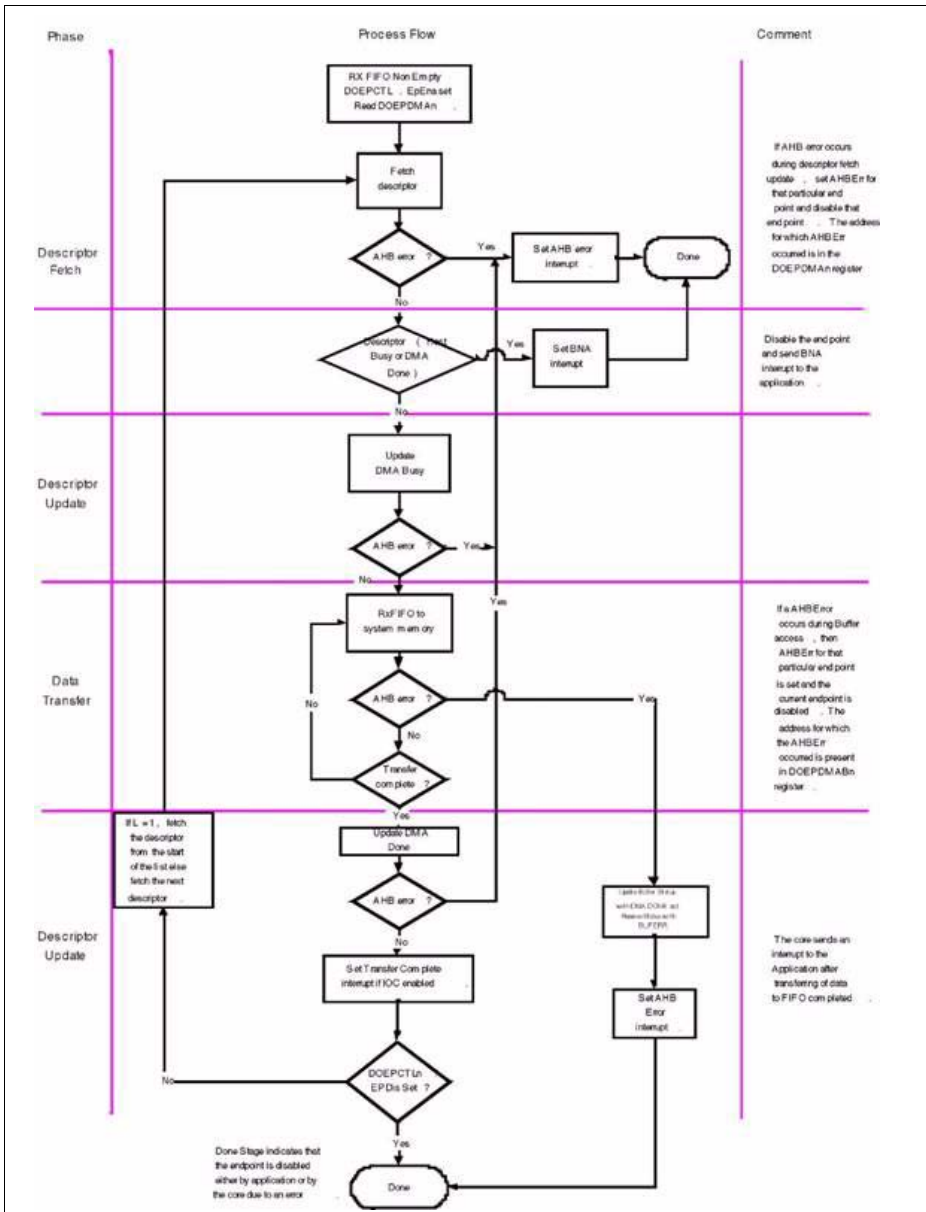 Phase
Process Flow
Comment
RX FIFO Non Empty
DOEPCTL . EpEna set
Read DOEPDMAn .
Fetch
descriptor
If AHB error occurs
during descriptor fetch
update , set AHBErr for
that particular end
point and disable that
end point . The address
for which AHBErr
occurred is in the
DOEPDMAn register
Descriptor
Fetch
AHB error ?
Yes
Set AHB error
interrupt .
Done
No
Descriptor ( Host
Busy or DMA
Done )
Yes
Set BNA
interrupt
Disable the end point
and send BNA
interrupt to the
application .
No
Update
DMA Busy
Descriptor
Update
AHB error ?
Yes
No
Yes
RxFIFO to
system memory
If a AHB Error
occurs during Buffer
access , then
AHBErr for that
particular end point
is set and the
current endpoint is
disabled . The
address for which
the AHBErr
occurred is present
in DOEPDMABn
register .
Data
Transfer
No
AHB error ?
Yes
No
Transfer
complete ?
Yes
If L = 1 , fetch
the descriptor
from the start
of the list else
fetch the next
descriptor .
Update DMA
Done
AHB error ?
with DMA DONE
BUFERR
Descriptor
Update
No
Set Transfer Complete
interrupt if IOC enabled .
Set AHB
Error
interrupt .
The core sends an
interrupt to the
Application after
transferring of data
to FIFO completed .
No
DOEPCTLn
EPDis Set ?
Yes
Done Stage indicates that
the endpoint is disabled
either by application or by
the core due to an error .
Done